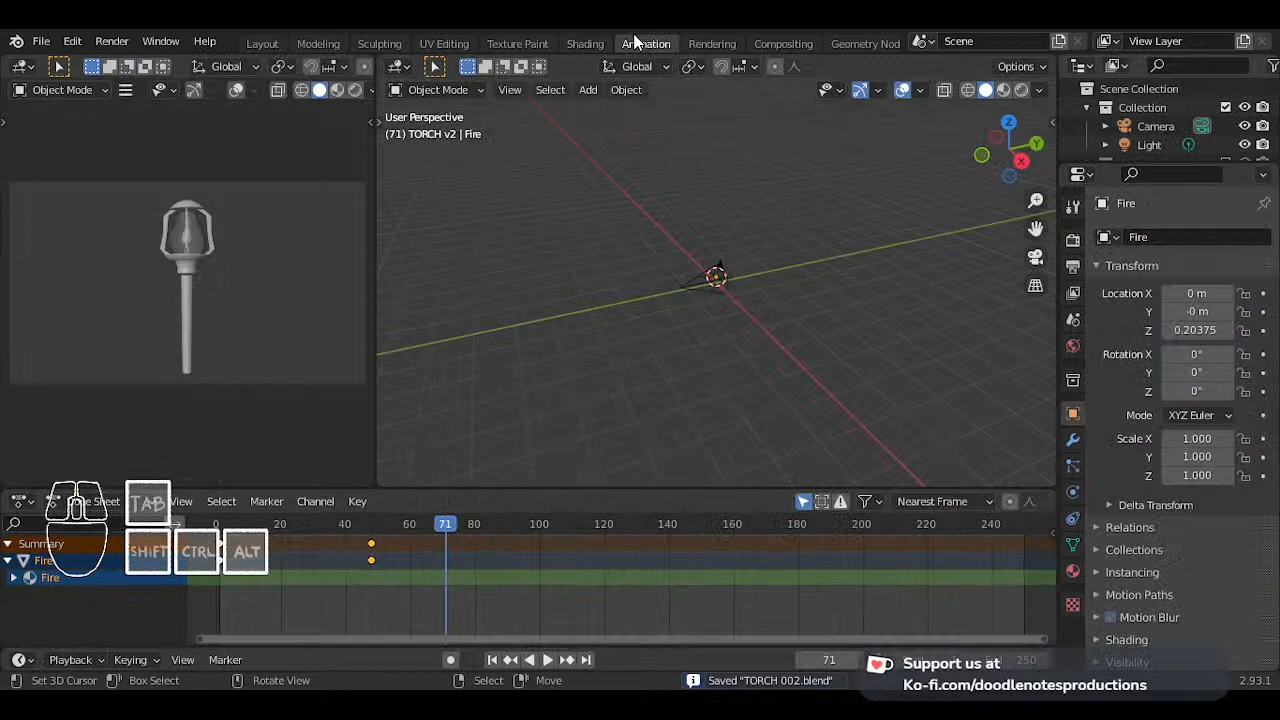 File Edit Render Window Help Layout Modeling Sculpting UV Editing Texture Paint Shading Animation Rendering Compositing Geometry Nod Scene View Layer
Global Global Options
Object Mode Object Mode View Select Add Object
Scene Collection
Collection
Camera
Light
User Perspective
(71) TORCH v2 | Fire
Z
Y
X
Fire
Fire
Transform
Location X 0 m
Y -0 m
Z 0.20375
Rotation X 0°
Y 0°
Z 0°
Mode XYZ Euler
Scale X 1.000
Y 1.000
Z 1.000
Delta Transform
Relations
Collections
Instancing
Motion Paths
Motion Blur
Shading
Visibility
View Select Marker Channel Key Nearest Frame
0 20 40 60 71 80 100 120 140 160 180 200 220 240
Summary
Fire
Fire
TAB
SHIFT CTRL ALT
Playback Keying View Marker 71 250
Set 3D Cursor Box Select Rotate View Select Move Saved "TORCH 002.blend" 2.93.1
Support us at
Ko-fi.com/doodlenotesproductions